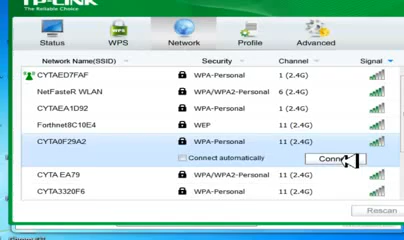 TP-LINK
The Reliable Choice
Status WPS Network Profile Advanced
Network Name(SSID) Security Channel Signal
CYTAED7FAF WPA-Personal 1 (2.4G)
NetFasteR WLAN WPA/WPA2-Personal 6 (2.4G)
CYTAEA1D92 WPA-Personal 1 (2.4G)
Forthnet8C10E4 WEP 11 (2.4G)
CYTA0F29A2 WPA-Personal 11 (2.4G)
Connect automatically
CYTA EA79 WPA/WPA2-Personal 11 (2.4G)
CYTA3320F6 WPA-Personal 11 (2.4G)
Rescan